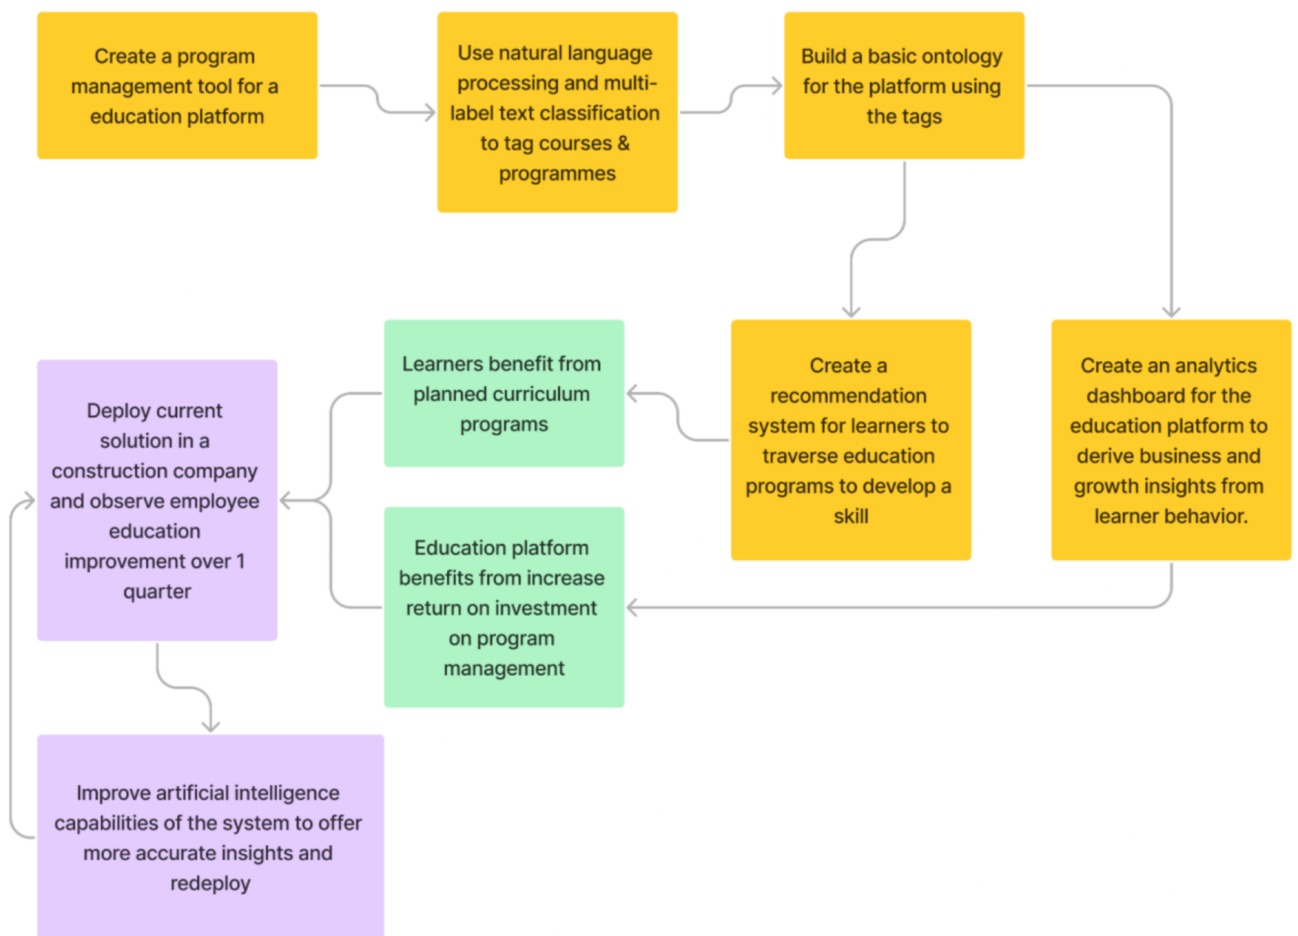 Create a program
management tool for a
education platform
Use natural language
processing and multi-
label text classification
to tag courses &
programmes
Build a basic ontology
for the platform using
the tags
Learners benefit from
planned curriculum
programs
Create a
recommendation
system for learners to
traverse education
programs to develop a
skill
Create an analytics
dashboard for the
education platform to
derive business and
growth insights from
learner behavior.
Deploy current
solution in a
construction company
and observe employee
education
improvement over 1
quarter
Education platform
benefits from increase
return on investment
on program
management
Improve artificial intelligence
capabilities of the system to offer
more accurate insights and
redeploy